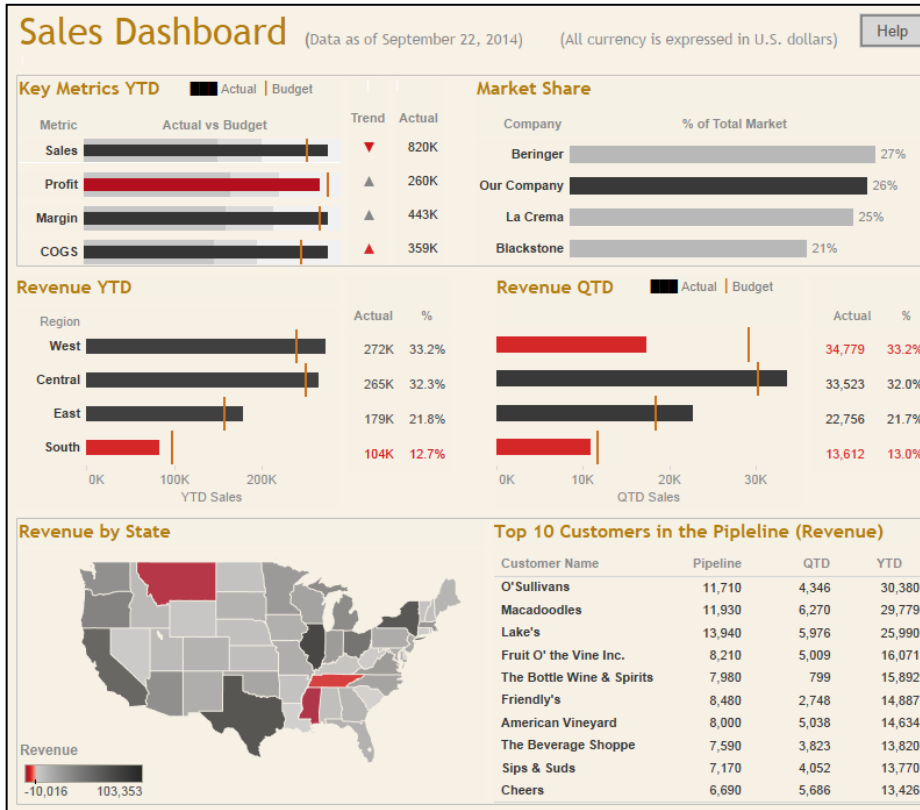 Sales Dashboard (Data as of September 22, 2014) (All currency is expressed in U.S. dollars) Help
Key Metrics YTD Actual Budget
Metric Actual vs Budget Trend Actual
Sales 820K
Profit 260K
Margin 443K
COGS 359K
Market Share
Company % of Total Market
Beringer 27%
Our Company 26%
La Crema 25%
Blackstone 21%
Revenue YTD
Region Actual %
West 272K 33.2%
Central 265K 32.3%
East 179K 21.8%
South 104K 12.7%
0K 100K 200K
YTD Sales
Revenue QTD Actual Budget
Actual %
34,779 33.2%
33,523 32.0%
22,756 21.7%
13,612 13.0%
0K 10K 20K 30K
QTD Sales
Revenue by State
Revenue
-10,016 103,353
Top 10 Customers in the Pipleline (Revenue)
Customer Name Pipeline QTD YTD
O'Sullivans 11,710 4,346 30,380
Macadoodles 11,930 6,270 29,779
Lake's 13,940 5,976 25,990
Fruit O' the Vine Inc. 8,210 5,009 16,071
The Bottle Wine & Spirits 7,980 799 15,892
Friendly's 8,480 2,748 14,887
American Vineyard 8,000 5,038 14,634
The Beverage Shoppe 7,590 3,823 13,820
Sips & Suds 7,170 4,052 13,770
Cheers 6,690 5,686 13,426